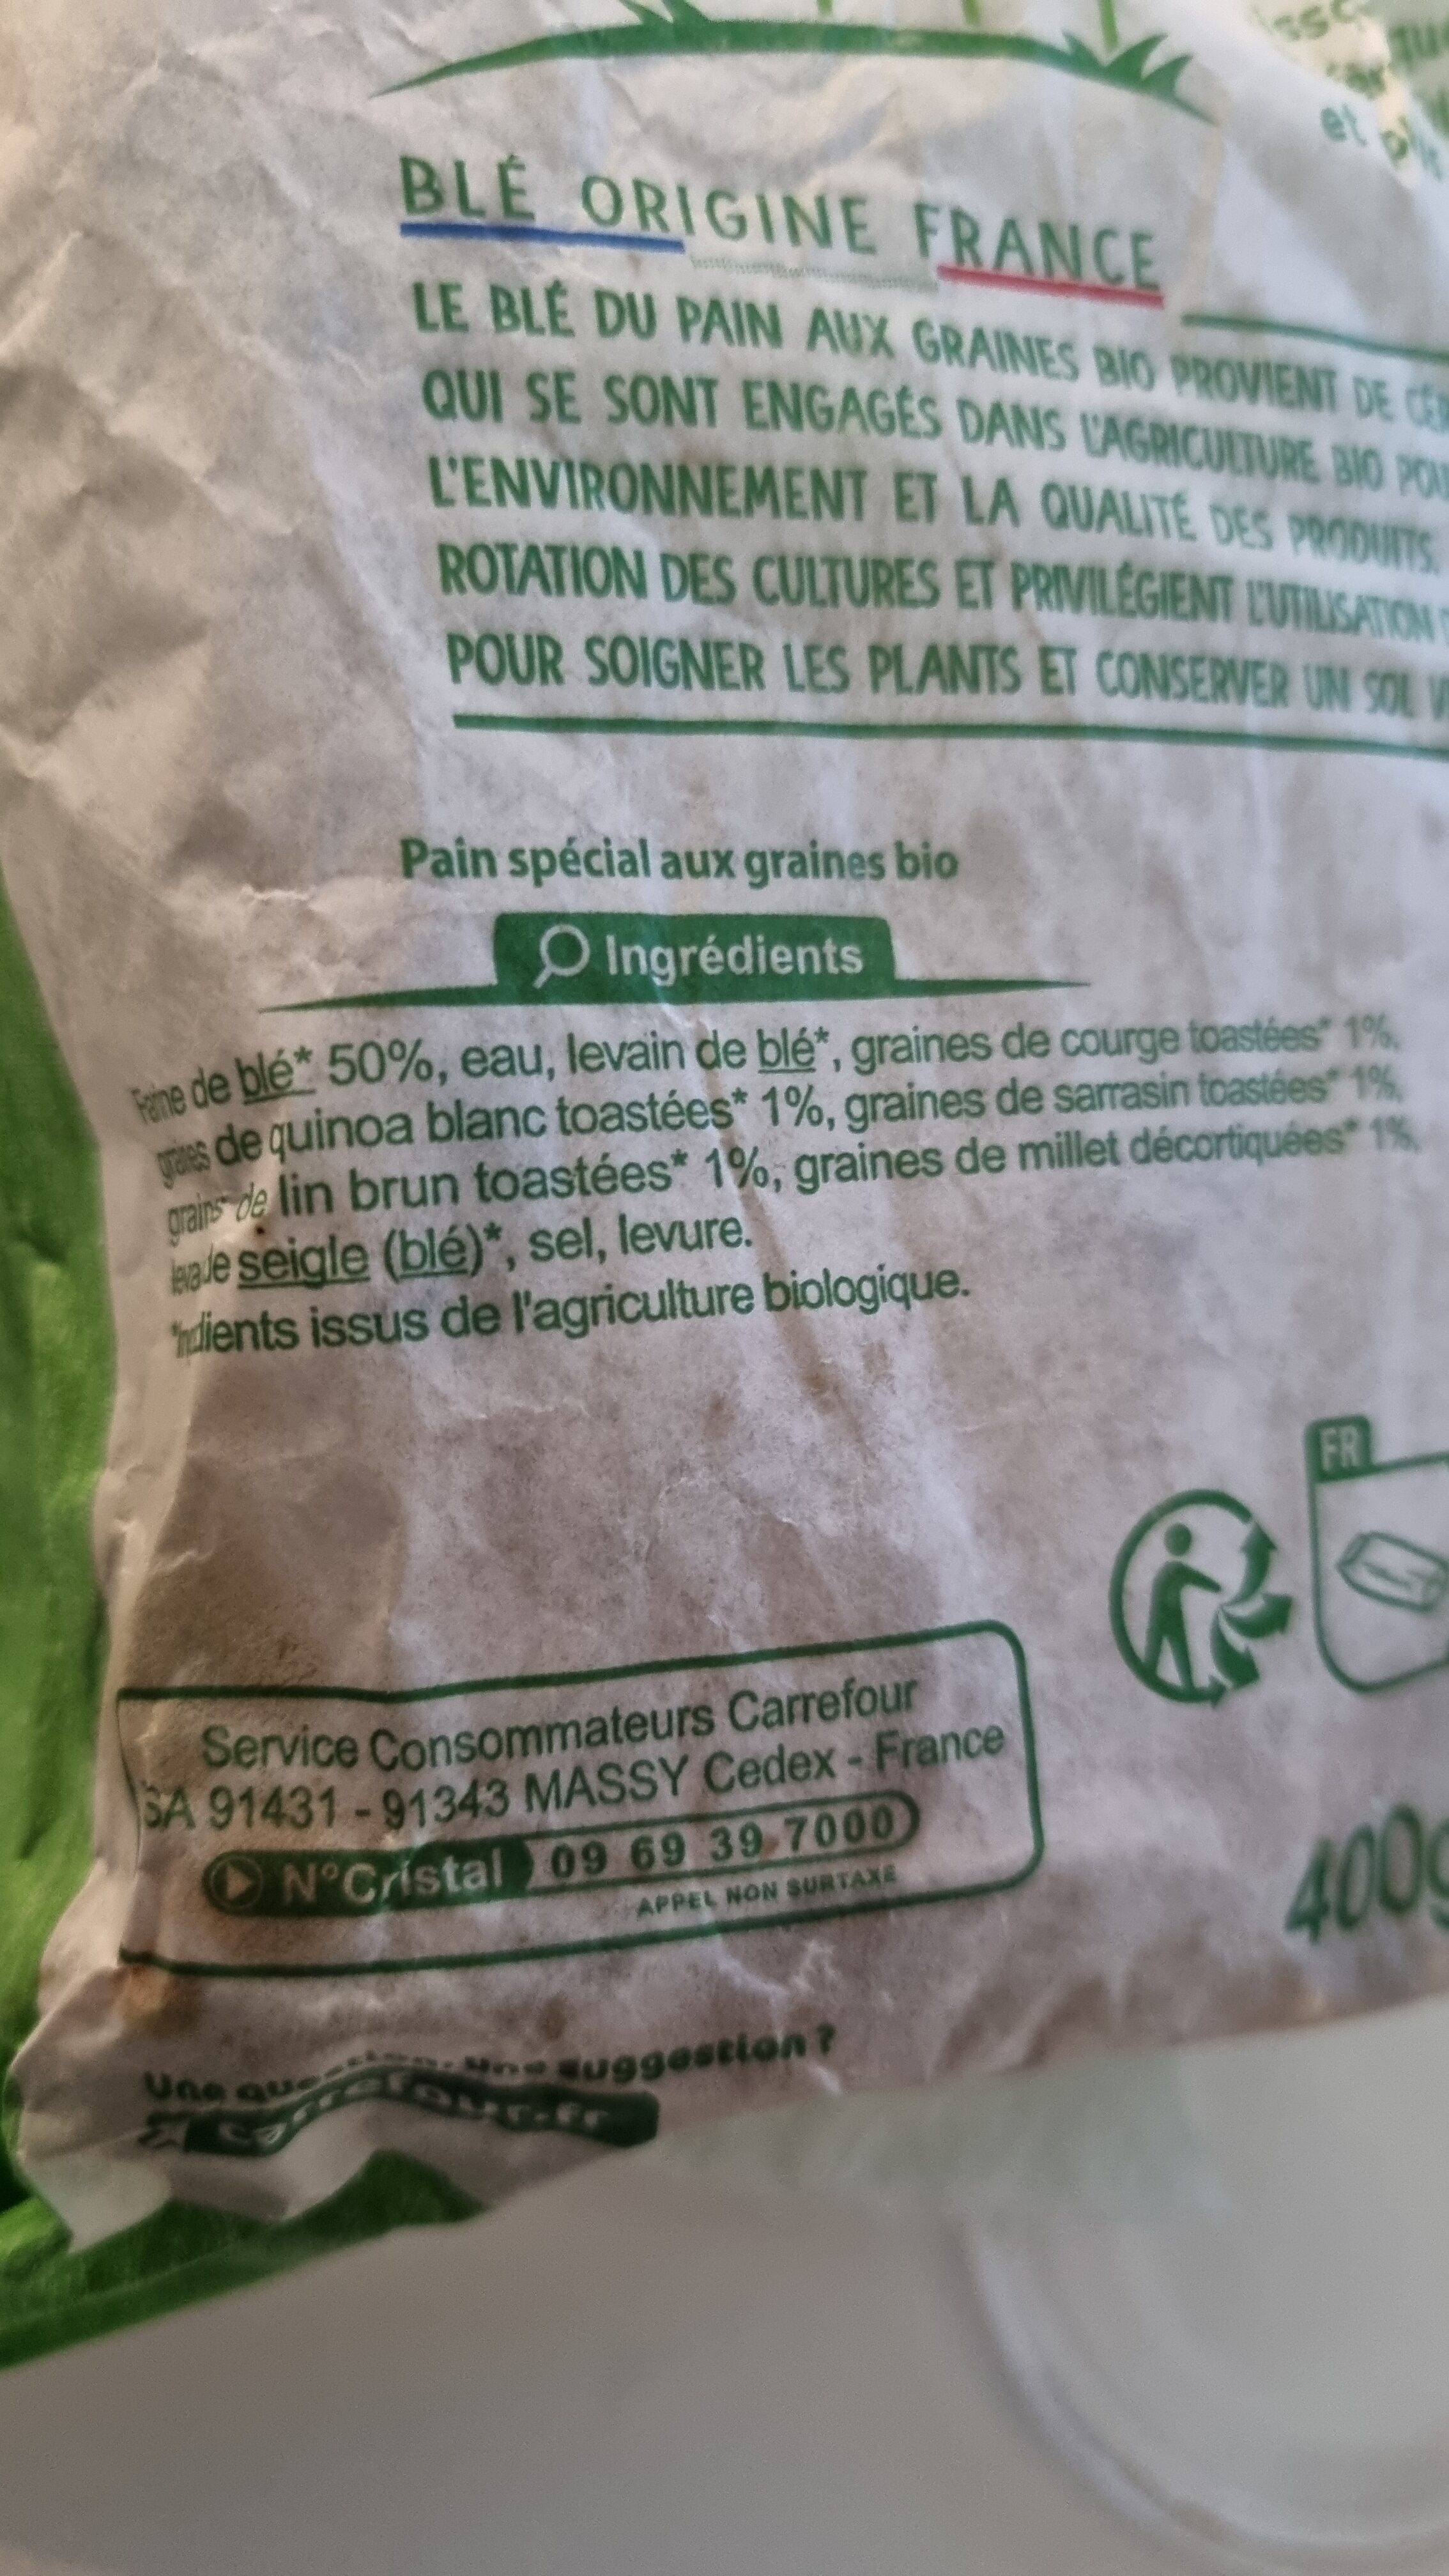 et
BLÉ ORIGINE FRANCE
LE BLÉ DU PAIN AUX GRAINES BIO PROVIENT DE
QUI SE SONT ENGAGÉS DANS L'AGRICULTURE BIO
L'ENVIRONNEMENT ET LA QUALITÉ DES PRODUITS.
ROTATION DES CULTURES ET PRIVILÉGIENT L'UTILISATION
POUR SOIGNER LES PLANTS ET CONSERVER UN SOL
Pain spécial aux graines bio
Ingrédients
de blé* 50%, eau, levain de blé*, graines de courge toastées* 1%,
de quinoa blanc toastées* 1%, graines de sarrasin toastées* 1%,
de lin brun toastées* 1%, graines de millet décortiquées* 1%,
seigle (blé)*, sel, levure.
issus de l'agriculture biologique.
FR
Service Consommateurs Carrefour
SA 91431 - 91343 MASSY Cedex - France
N°Cristal 09 69 39 7000
APPEL NON SURTAXÉ
400g
Une suggestion ?